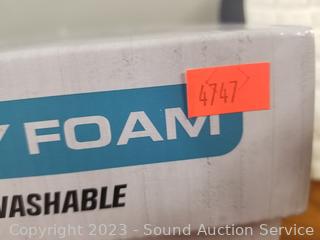 4747
FOAM
WASHABLE
Copyright 2023 - Sound Auction Service